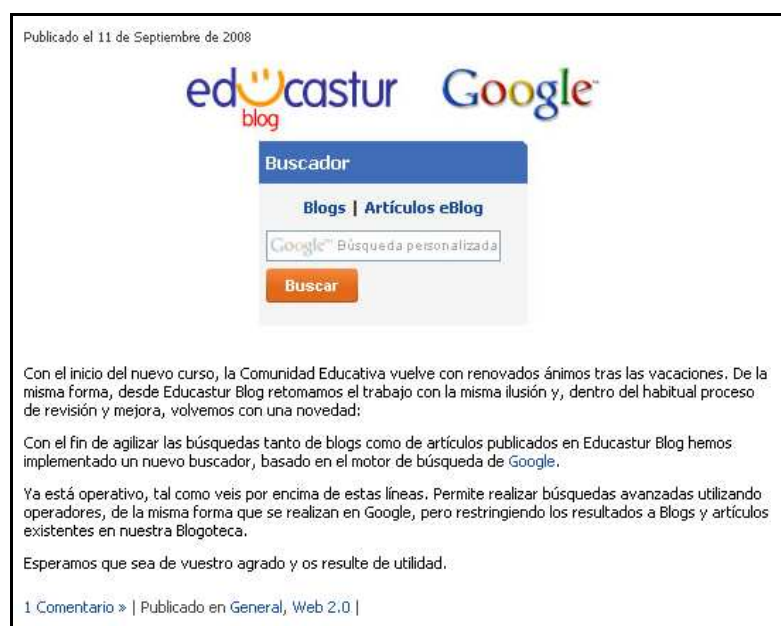 Publicado el 11 de Septiembre de 2008
educastur Google™
blog
Buscador
Blogs | Artículos eBlog
Google™ Búsqueda personalizada
Buscar
Con el inicio del nuevo curso, la Comunidad Educativa vuelve con renovados ánimos tras las vacaciones. De la
misma forma, desde Educastur Blog retomamos el trabajo con la misma ilusión y, dentro del habitual proceso
de revisión y mejora, volvemos con una novedad:
Con el fin de agilizar las búsquedas tanto de blogs como de artículos publicados en Educastur Blog hemos
implementado un nuevo buscador, basado en el motor de búsqueda de Google.
Ya está operativo, tal como veis por encima de estas líneas. Permite realizar búsquedas avanzadas utilizando
operadores, de la misma forma que se realizan en Google, pero restringiendo los resultados a Blogs y artículos
existentes en nuestra Blogoteca.
Esperamos que sea de vuestro agrado y os resulte de utilidad.
1 Comentario » | Publicado en General, Web 2.0 |